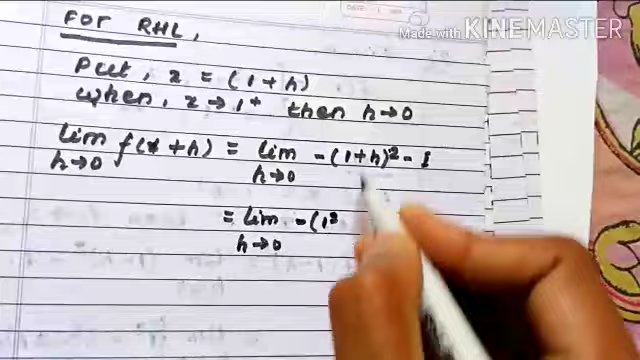 Made with KINEMASTER
FOR RHL,
Put, x = (1+h)
when, x→1⁺ then h→0
lim f(1+h) = lim -(1+h)² - 1
h→0 h→0
= lim -(1²
h→0